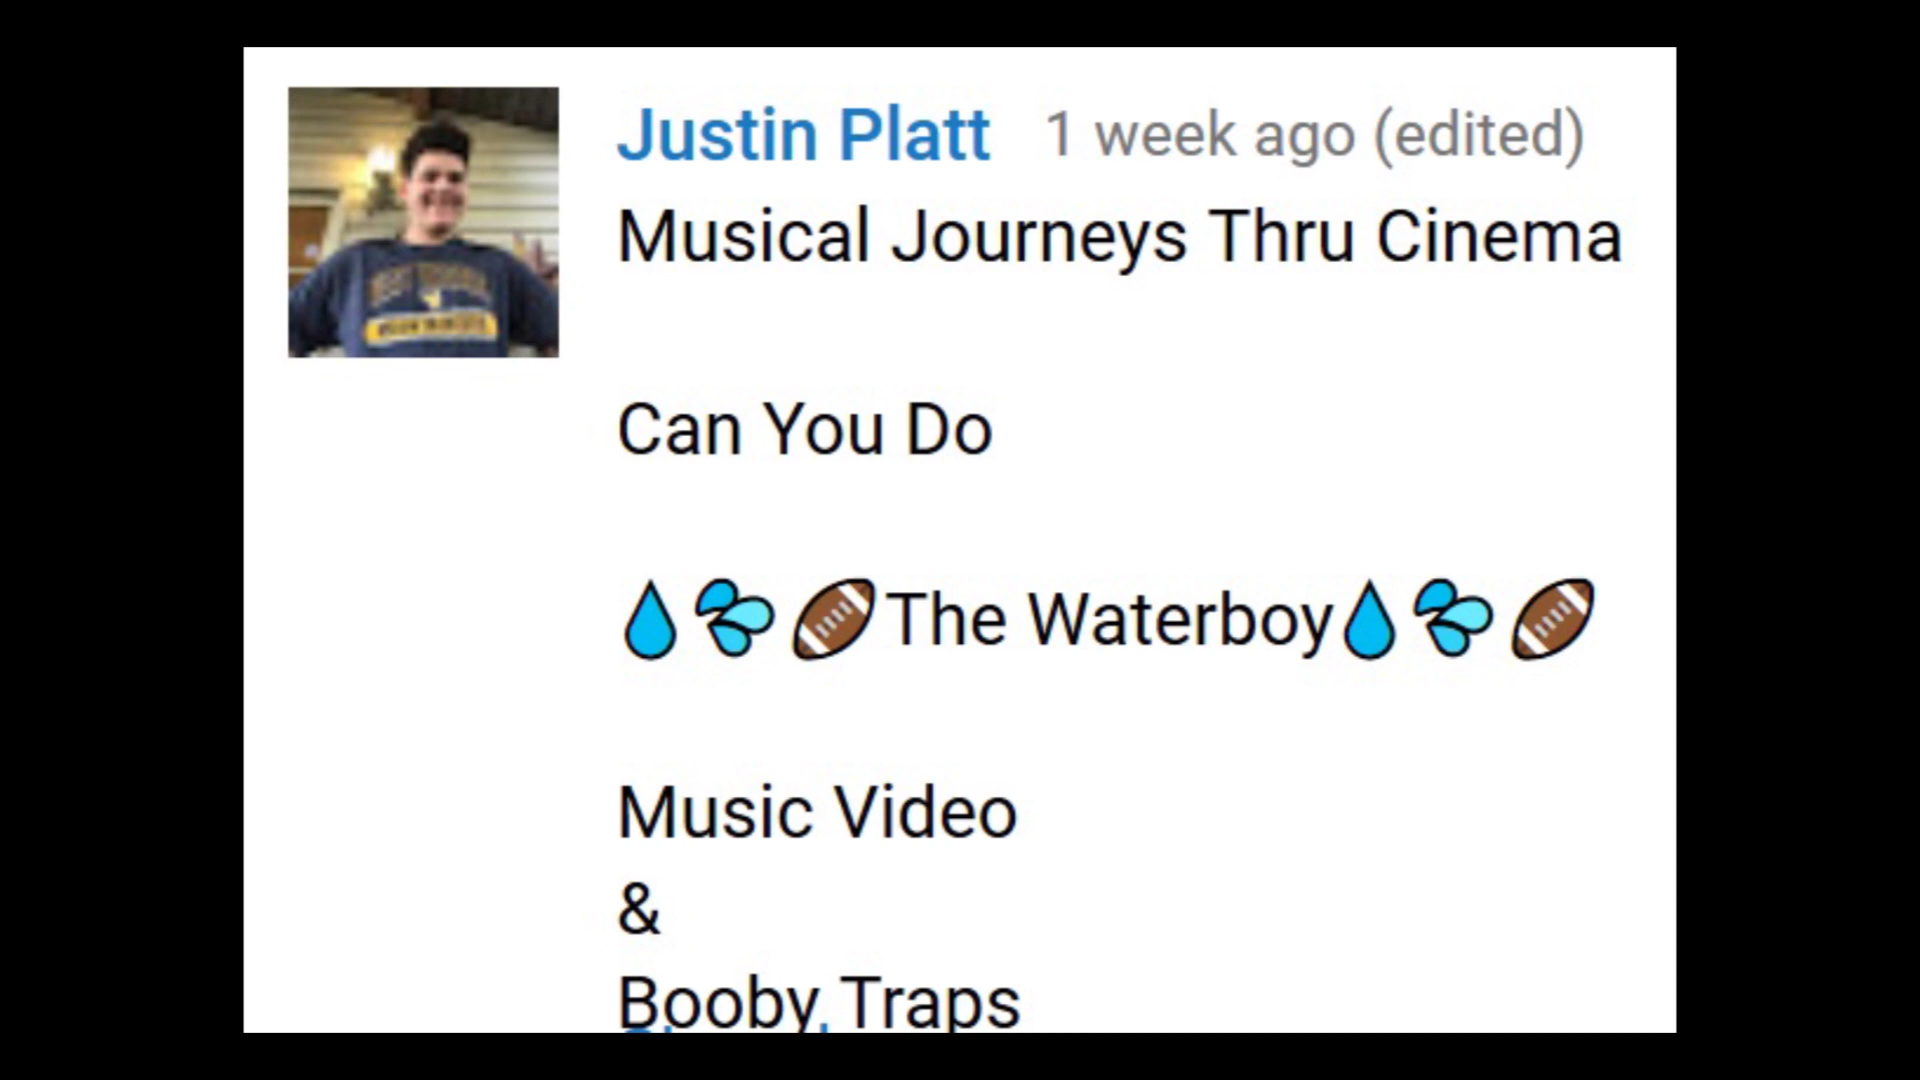 Justin Platt 1 week ago (edited)
Musical Journeys Thru Cinema
Can You Do
💧💦🏈The Waterboy💧💦🏈
Music Video
&
Booby Traps